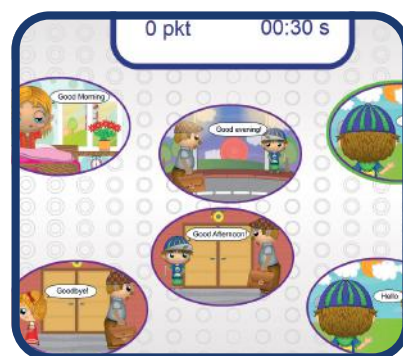 0 pkt 00:30 s
Good Morning
Good evening!
Good Afternoon!
Goodbye!
Hello